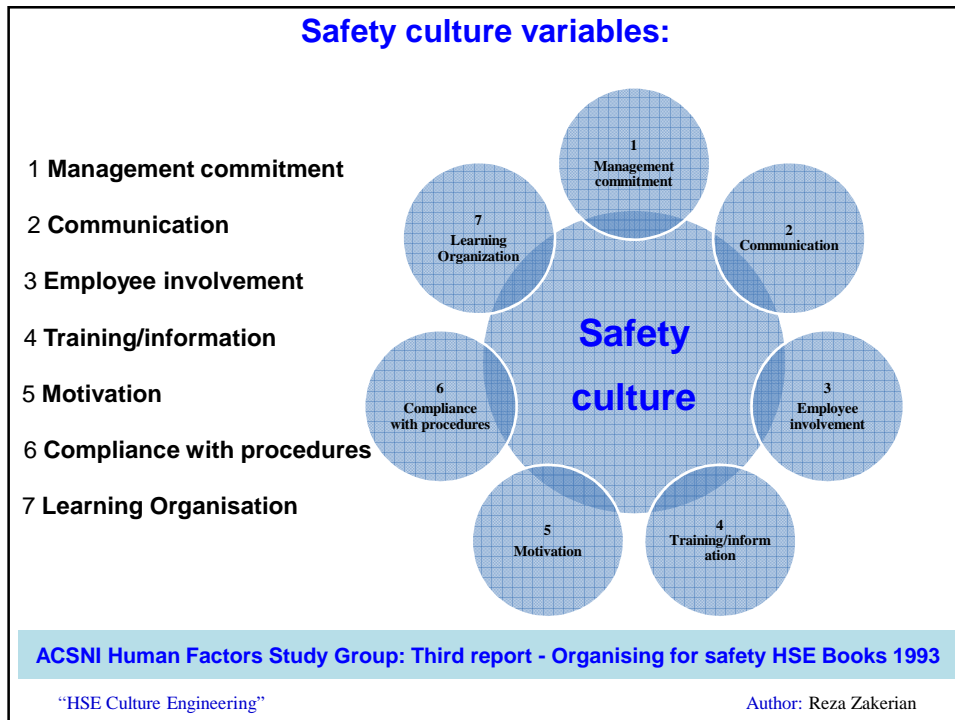 Safety culture variables:
1 Management commitment
2 Communication
3 Employee involvement
4 Training/information
5 Motivation
6 Compliance with procedures
7 Learning Organisation
1
Management
commitment
2
Communication
3
Employee
involvement
4
Training/inform
ation
5
Motivation
6
Compliance
with procedures
7
Learning
Organization
Safety
culture
ACSNI Human Factors Study Group: Third report - Organising for safety HSE Books 1993
“HSE Culture Engineering”
Author: Reza Zakerian